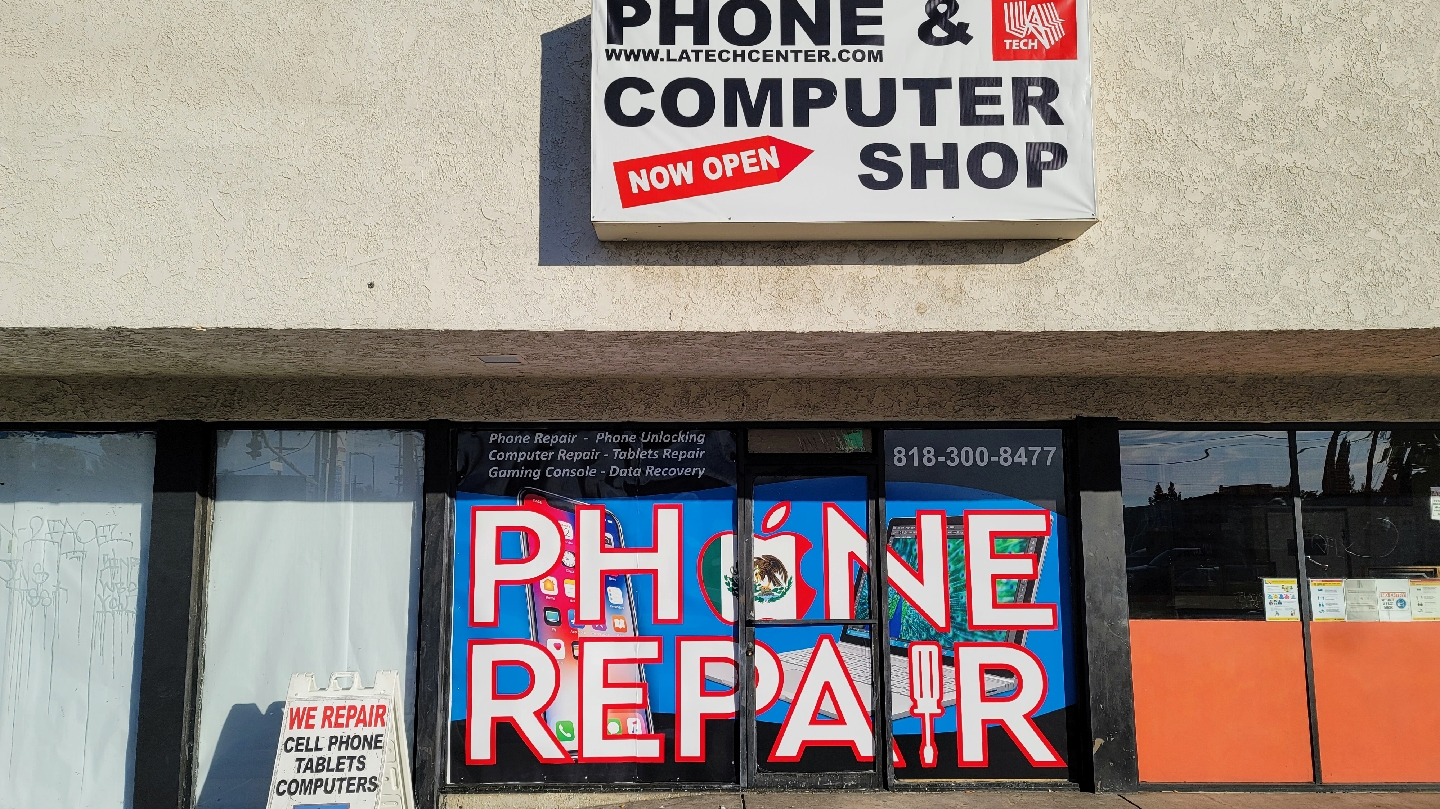 PHONE &
LA TECH
WWW.LATECHCENTER.COM
COMPUTER
NOW OPEN
SHOP
Phone Repair - Phone Unlocking
Computer Repair - Tablets Repair
Gaming Console - Data Recovery
818-300-8477
PHONE
REPAIR
WE REPAIR
CELL PHONE
TABLETS
COMPUTERS